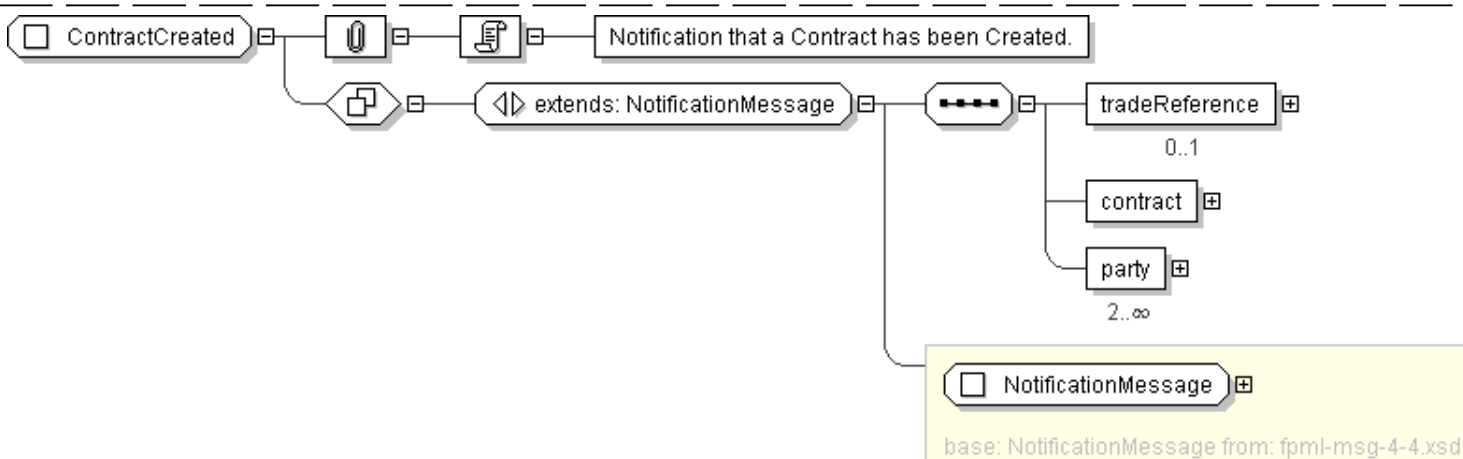 ContractCreated
Notification that a Contract has been Created.
extends: NotificationMessage
tradeReference
0..1
contract
party
2..∞
NotificationMessage
base: NotificationMessage from: fpml-msg-4-4.xsd